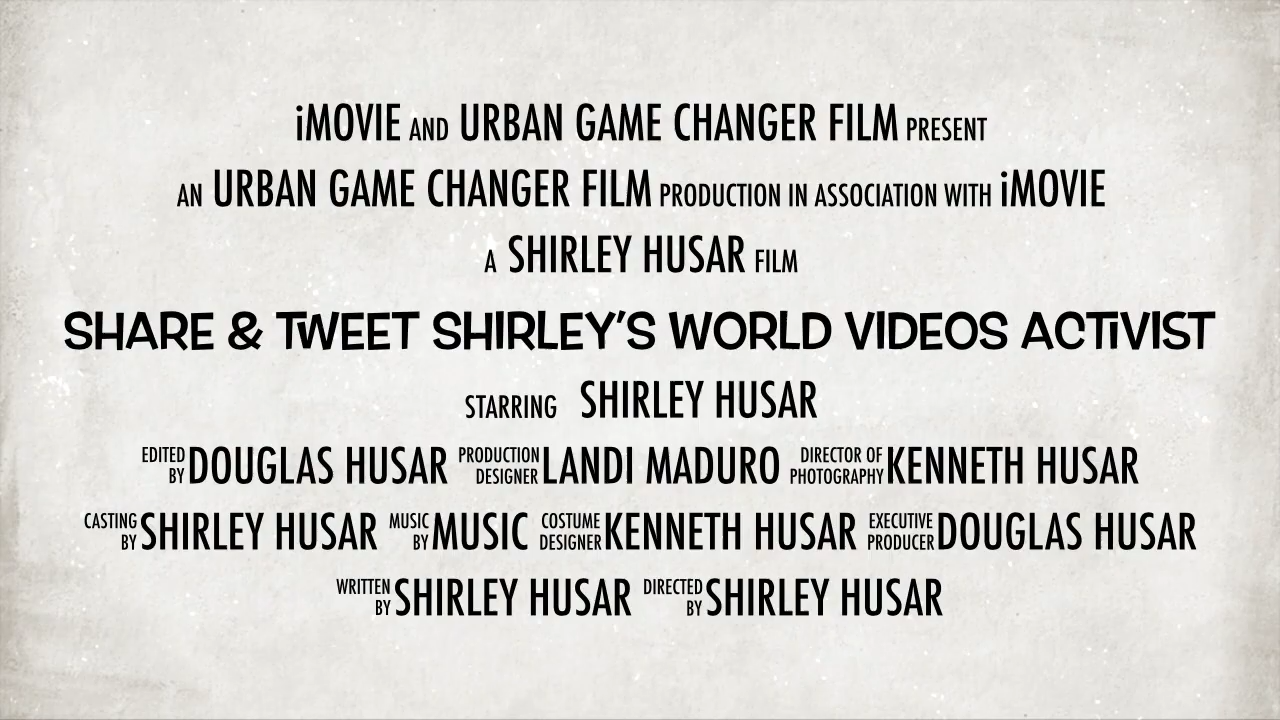 iMOVIE AND URBAN GAME CHANGER FILM PRESENT
AN URBAN GAME CHANGER FILM PRODUCTION IN ASSOCIATION WITH iMOVIE
A SHIRLEY HUSAR FILM
SHARE & TWEET SHIRLEY'S WORLD VIDEOS ACTIVIST
STARRING SHIRLEY HUSAR
EDITED BY DOUGLAS HUSAR PRODUCTION DESIGNER LANDI MADURO DIRECTOR OF PHOTOGRAPHY KENNETH HUSAR
CASTING BY SHIRLEY HUSAR MUSIC BY MUSIC COSTUME DESIGNER KENNETH HUSAR EXECUTIVE PRODUCER DOUGLAS HUSAR
WRITTEN BY SHIRLEY HUSAR DIRECTED BY SHIRLEY HUSAR